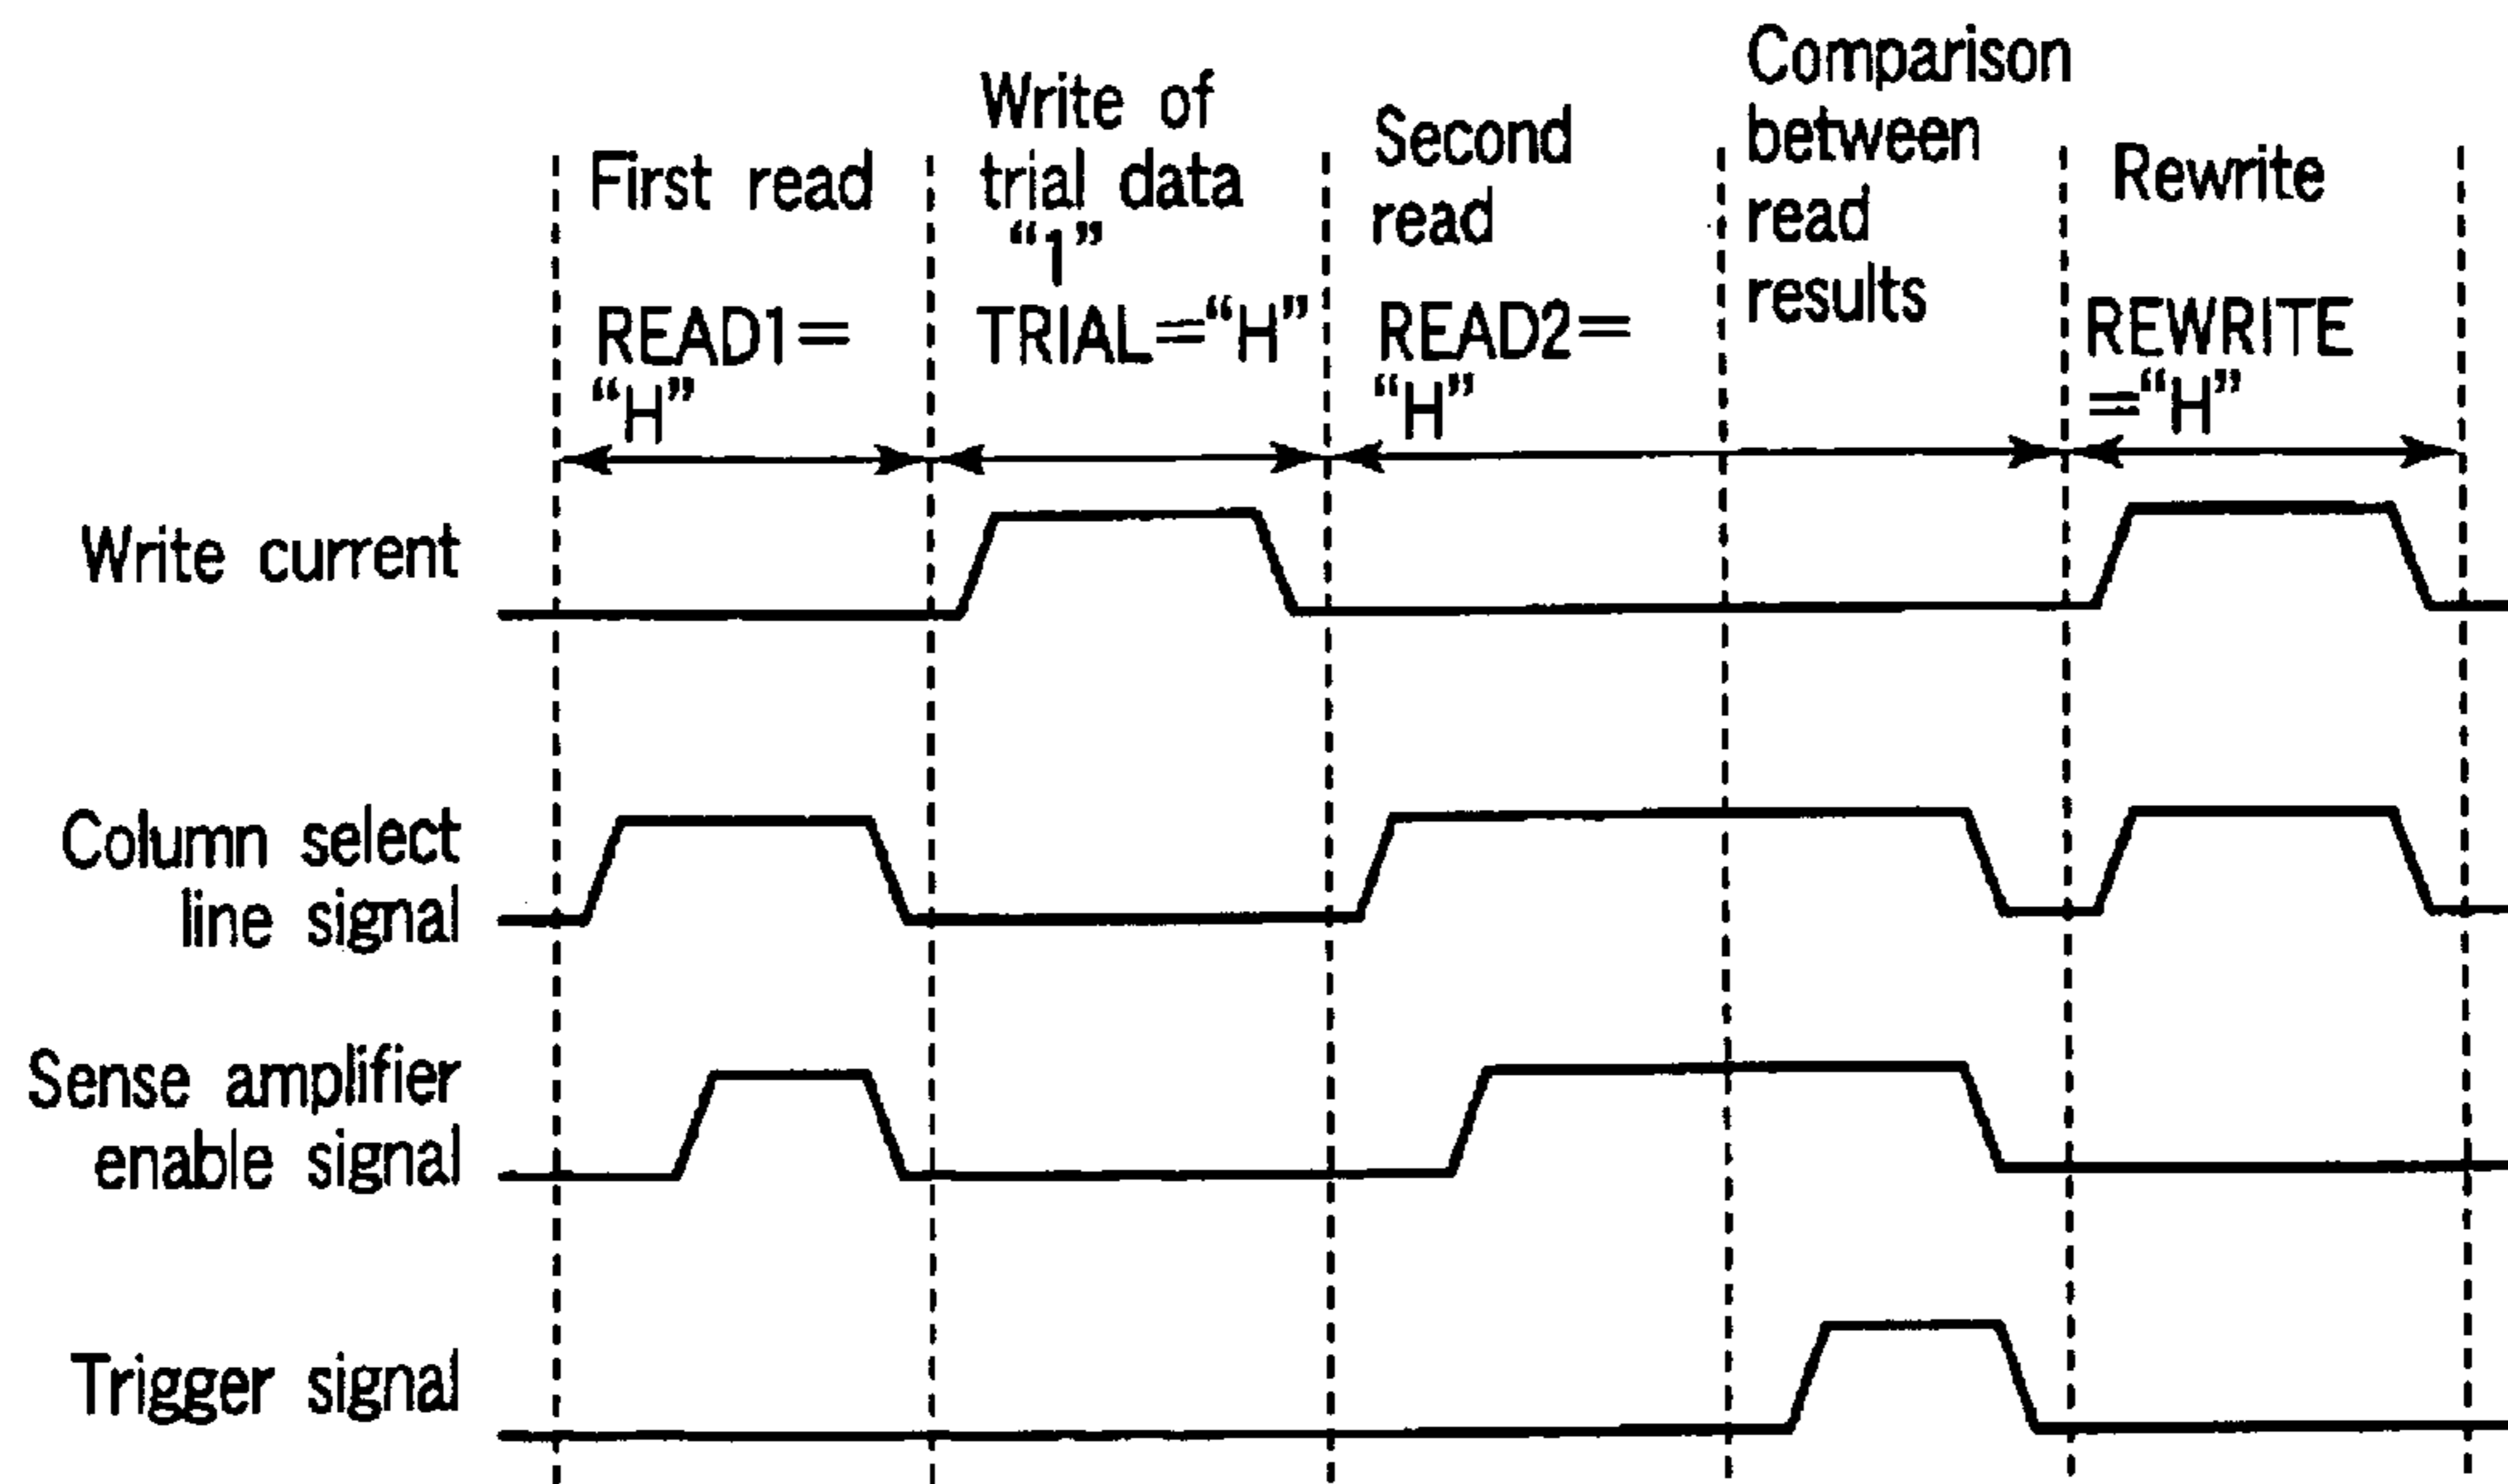 First read
READ1=
“H”
Write of
trial data
“1”
TRIAL=“H”
Second
read
READ2=
“H”
Comparison
between
read
results
Rewrite
REWRITE
=“H”
Write current
Column select
line signal
Sense amplifier
enable signal
Trigger signal